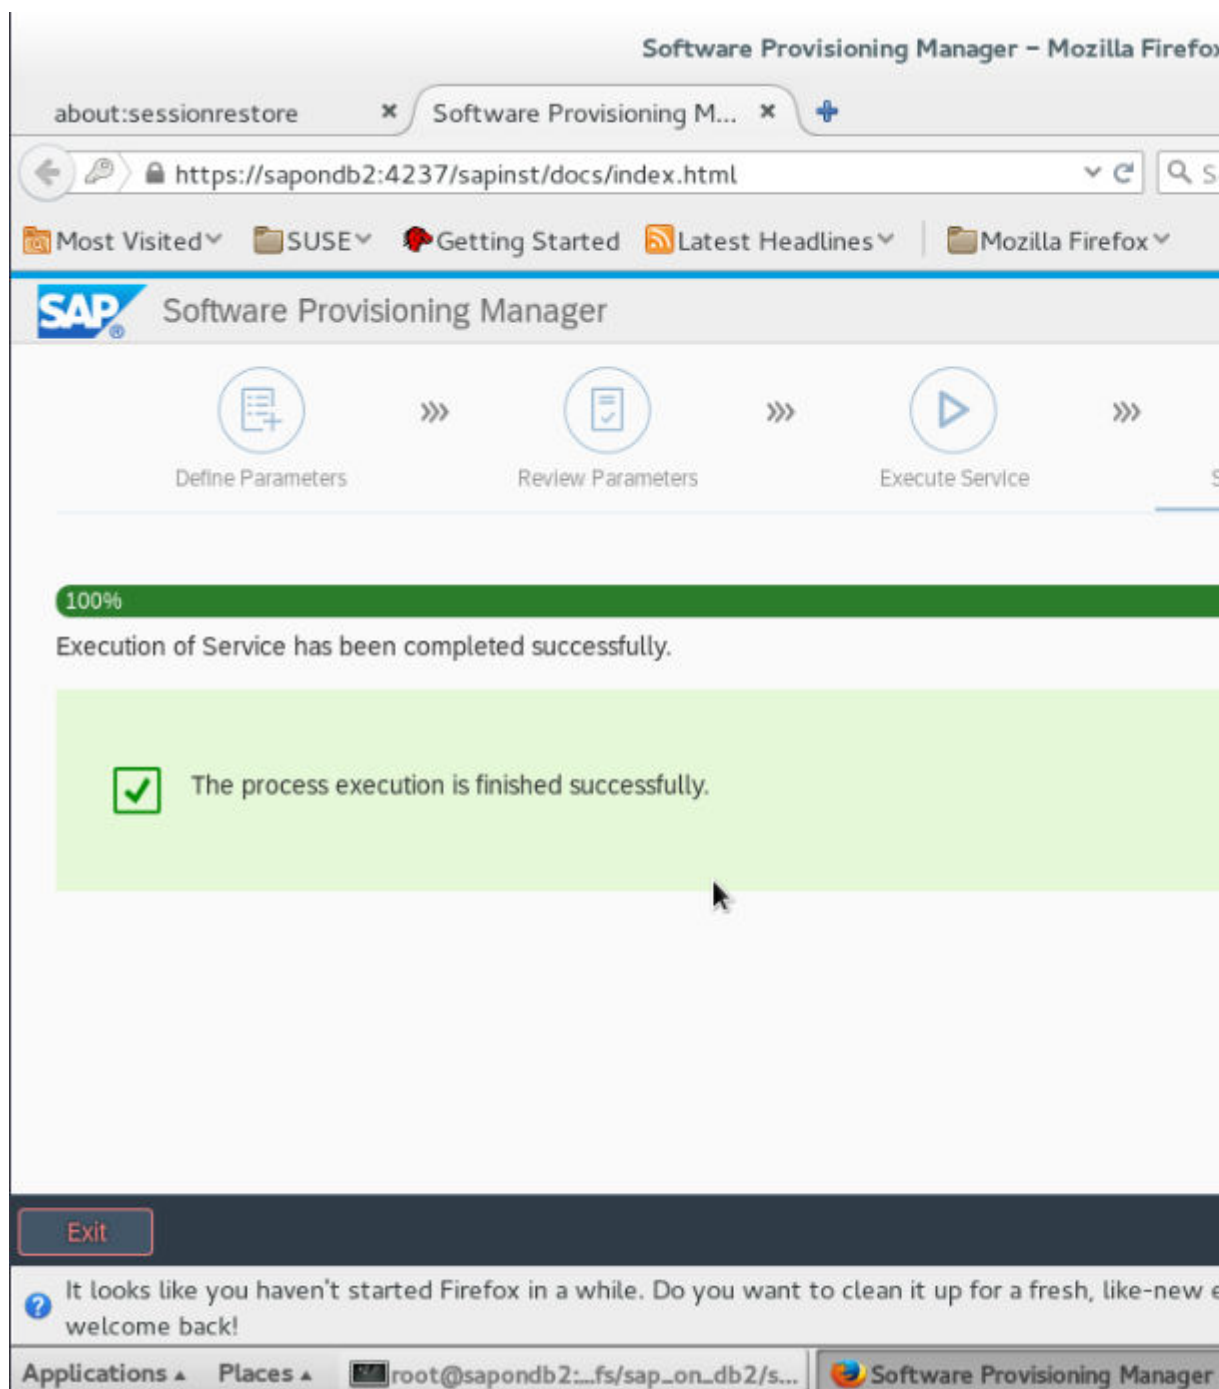 Software Provisioning Manager – Mozilla Firefox
about:sessionrestore
Software Provisioning M...
https://sapondb2:4237/sapinst/docs/index.html
Most Visited
SUSE
Getting Started
Latest Headlines
Mozilla Firefox
SAP®
Software Provisioning Manager
Define Parameters
Review Parameters
Execute Service
100%
Execution of Service has been completed successfully.
The process execution is finished successfully.
Exit
It looks like you haven't started Firefox in a while. Do you want to clean it up for a fresh, like-new
welcome back!
Applications
Places
root@sapondb2:...fs/sap_on_db2/s...
Software Provisioning Manager